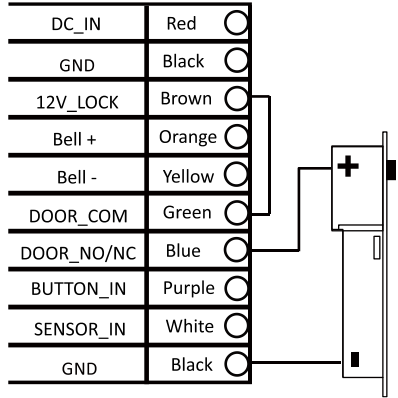 DC_IN Red
GND Black
12V_LOCK Brown
Bell + Orange
Bell - Yellow
DOOR_COM Green
DOOR_NO/NC Blue
BUTTON_IN Purple
SENSOR_IN White
GND Black
+